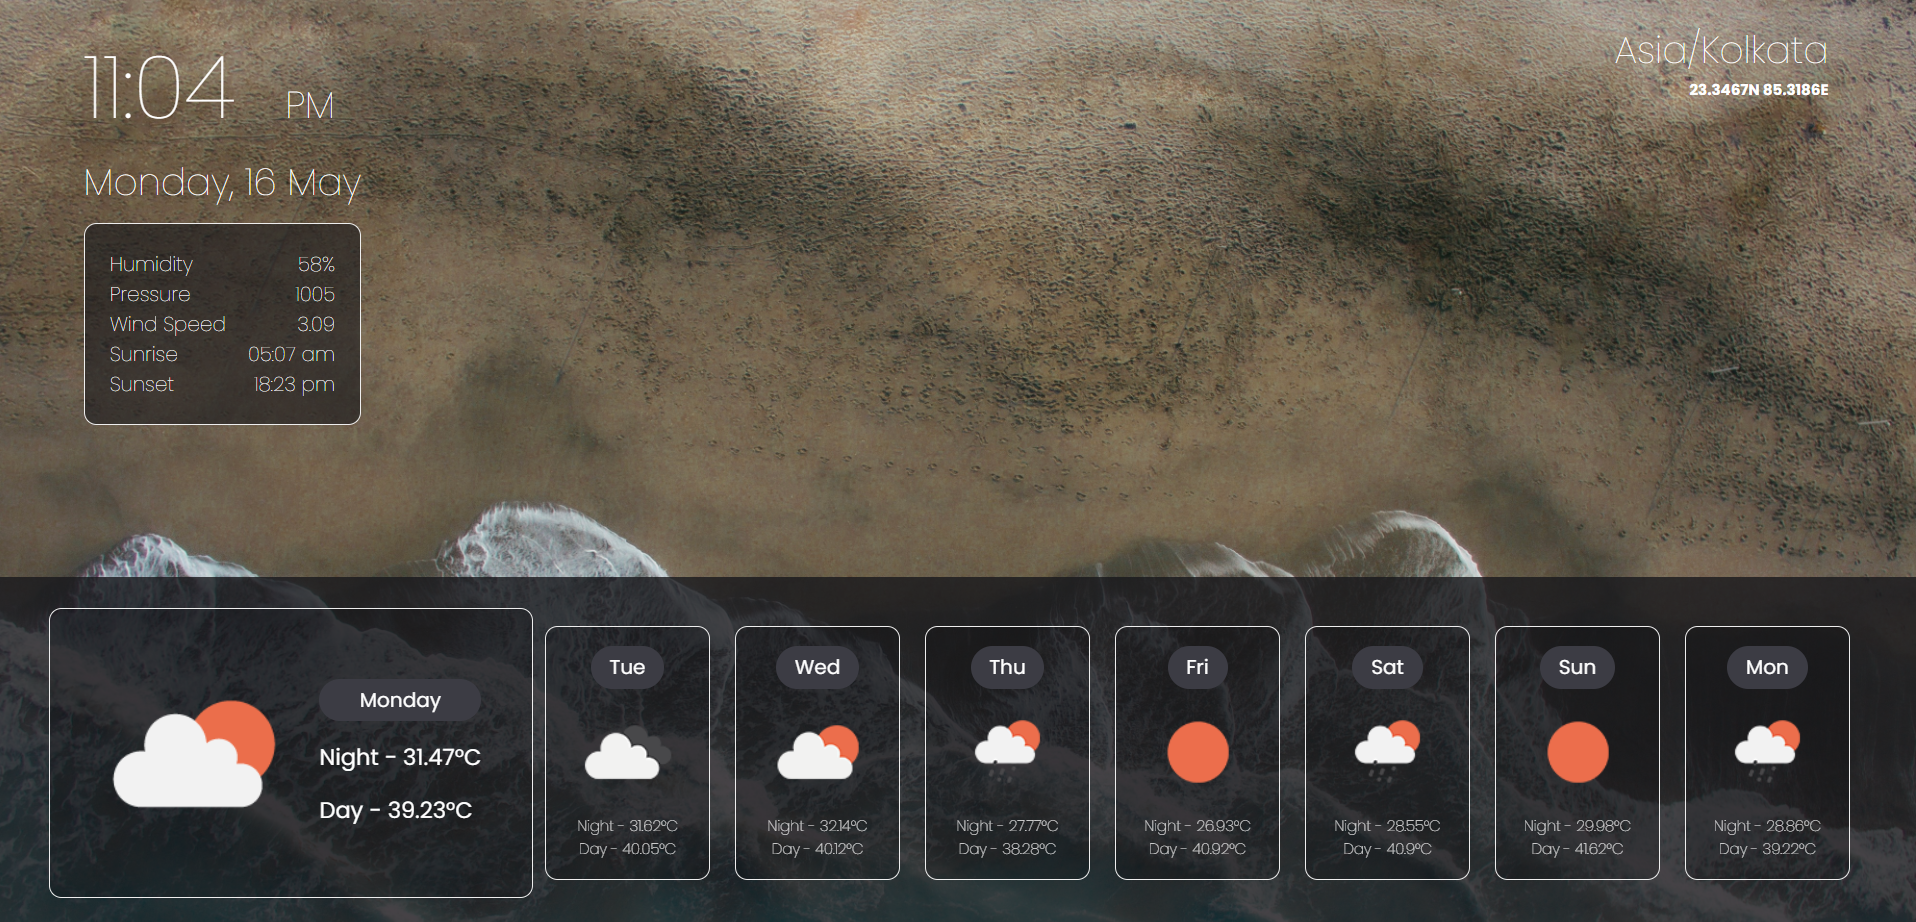 11:04 PM
Asia/Kolkata
23.3467N 85.3186E
Monday, 16 May
Humidity 58%
Pressure 1005
Wind Speed 3.09
Sunrise 05:07 am
Sunset 18:23 pm
Monday
Night - 31.47°C
Day - 39.23°C
Tue
Night - 31.62°C
Day - 40.05°C
Wed
Night - 32.14°C
Day - 40.12°C
Thu
Night - 27.77°C
Day - 38.28°C
Fri
Night - 26.93°C
Day - 40.92°C
Sat
Night - 28.55°C
Day - 40.9°C
Sun
Night - 29.98°C
Day - 41.62°C
Mon
Night - 28.86°C
Day - 39.22°C